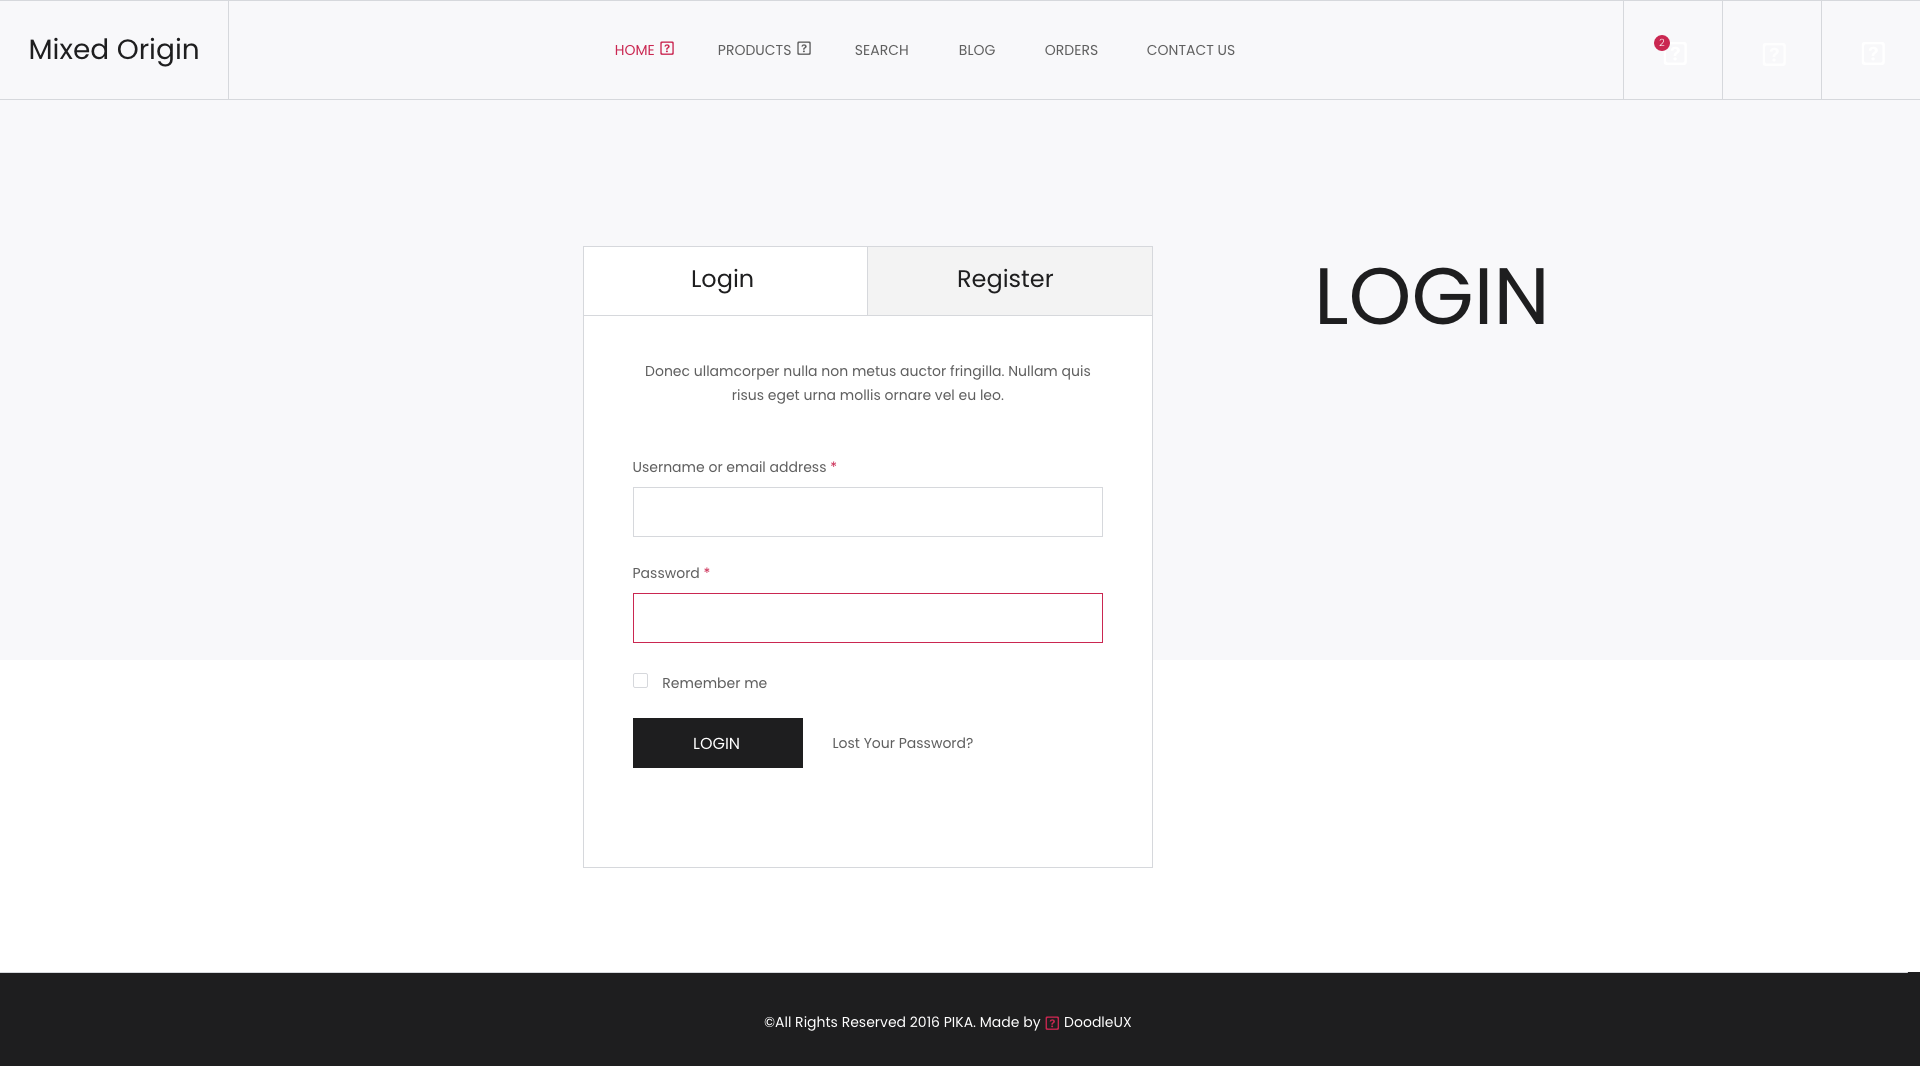 Mixed Origin
HOME PRODUCTS SEARCH BLOG ORDERS CONTACT US
2
Login
Register
LOGIN
Donec ullamcorper nulla non metus auctor fringilla. Nullam quis
risus eget urna mollis ornare vel eu leo.
Username or email address *
Password *
Remember me
LOGIN
Lost Your Password?
©All Rights Reserved 2016 PIKA. Made by DoodleUX